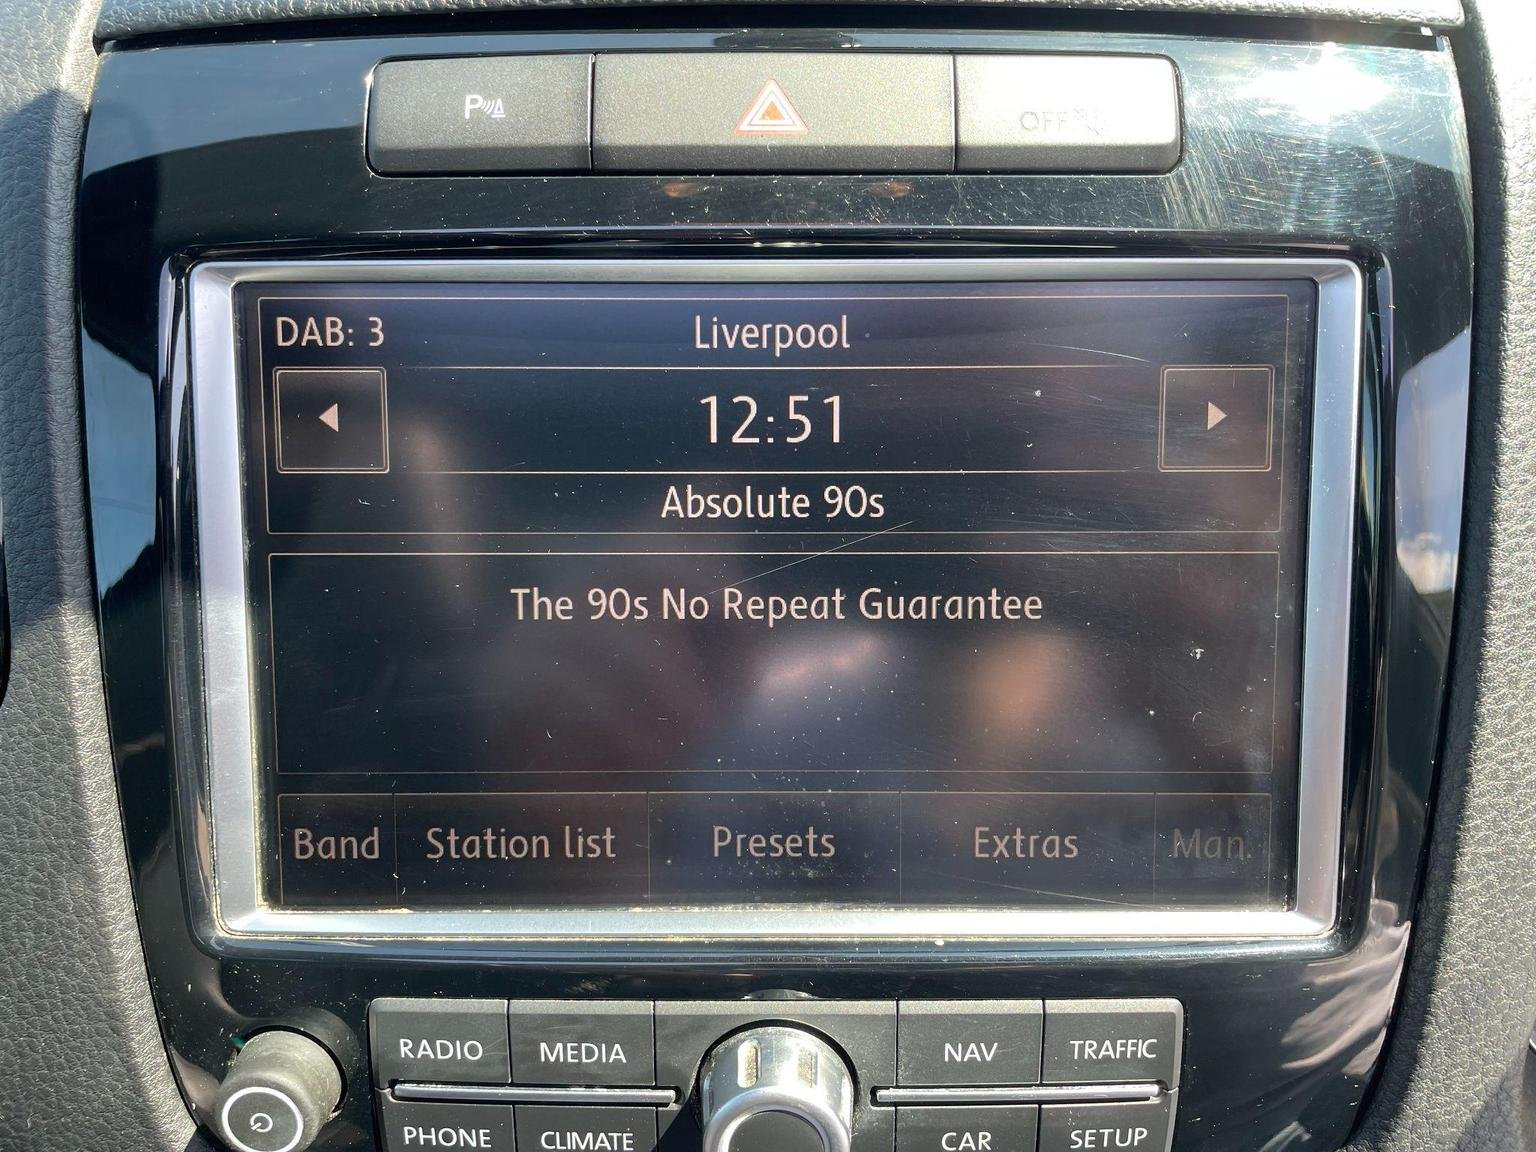 P
OFF
DAB: 3
Liverpool
12:51
Absolute 90s
The 90s No Repeat Guarantee
Band
Station list
Presets
Extras
Man.
RADIO
MEDIA
NAV
TRAFFIC
PHONE
CLIMATE
CAR
SETUP